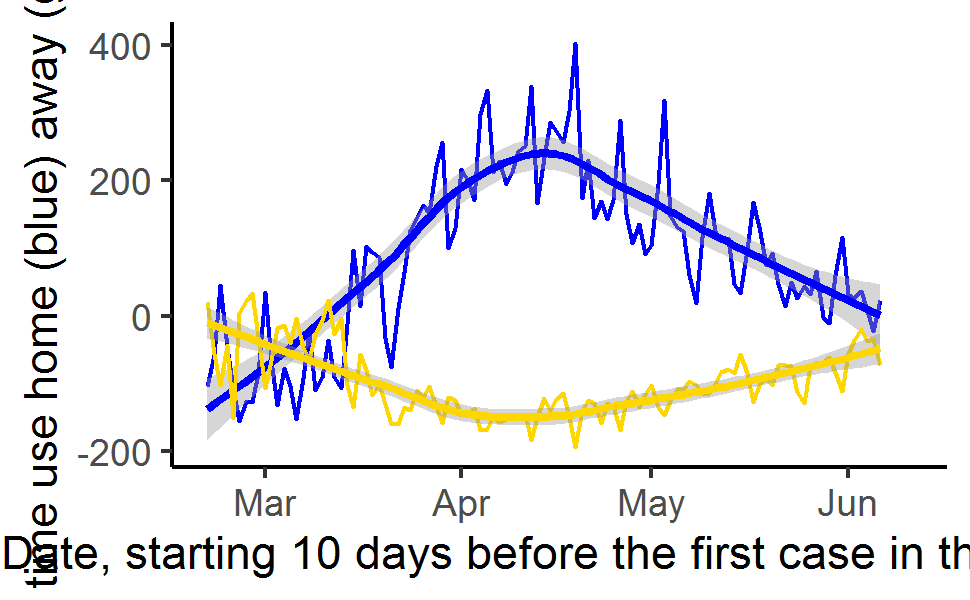 time use home (blue) away (
400
200
0
-200
Mar Apr May Jun
Date, starting 10 days before the first case in th